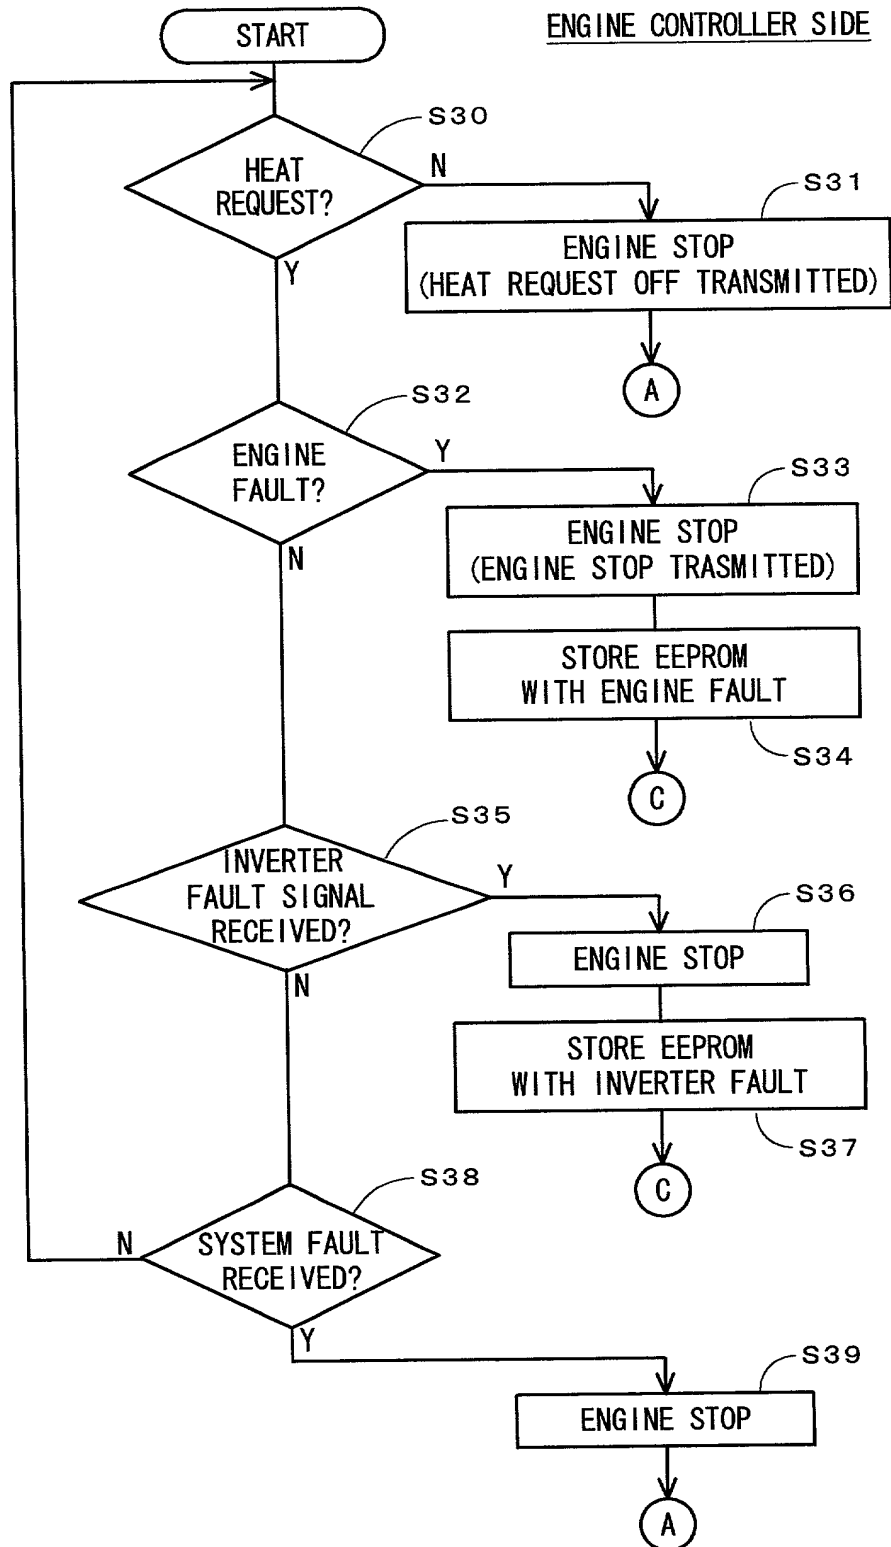 ENGINE CONTROLLER SIDE
START
S30
HEAT
REQUEST?
N
Y
S31
ENGINE STOP
(HEAT REQUEST OFF TRANSMITTED)
A
S32
ENGINE
FAULT?
Y
N
S33
ENGINE STOP
(ENGINE STOP TRASMITTED)
STORE EEPROM
WITH ENGINE FAULT
S34
C
S35
INVERTER
FAULT SIGNAL
RECEIVED?
Y
N
S36
ENGINE STOP
STORE EEPROM
WITH INVERTER FAULT
S37
C
S38
SYSTEM FAULT
RECEIVED?
N
Y
S39
ENGINE STOP
A